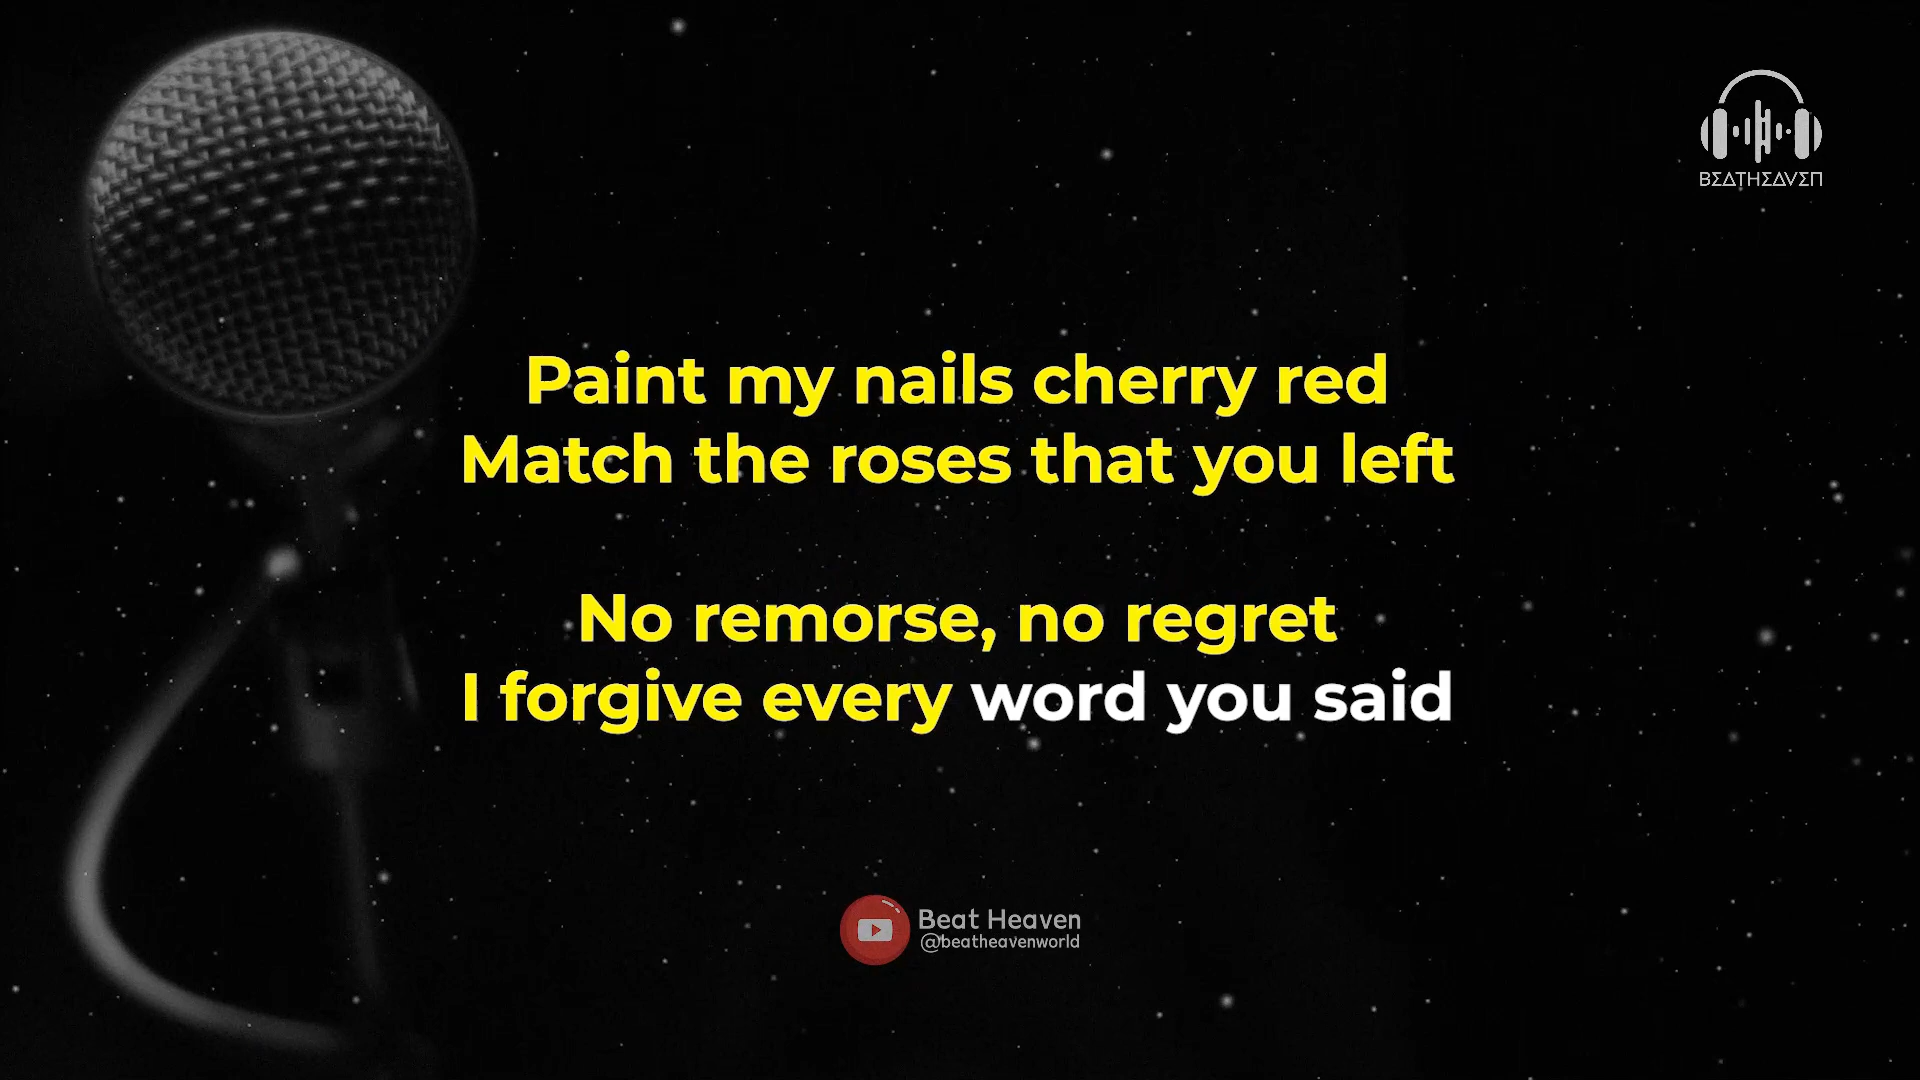 BEATHEAVEN
Paint my nails cherry red
Match the roses that you left
No remorse, no regret
I forgive every word you said
Beat Heaven
@beatheavenworld